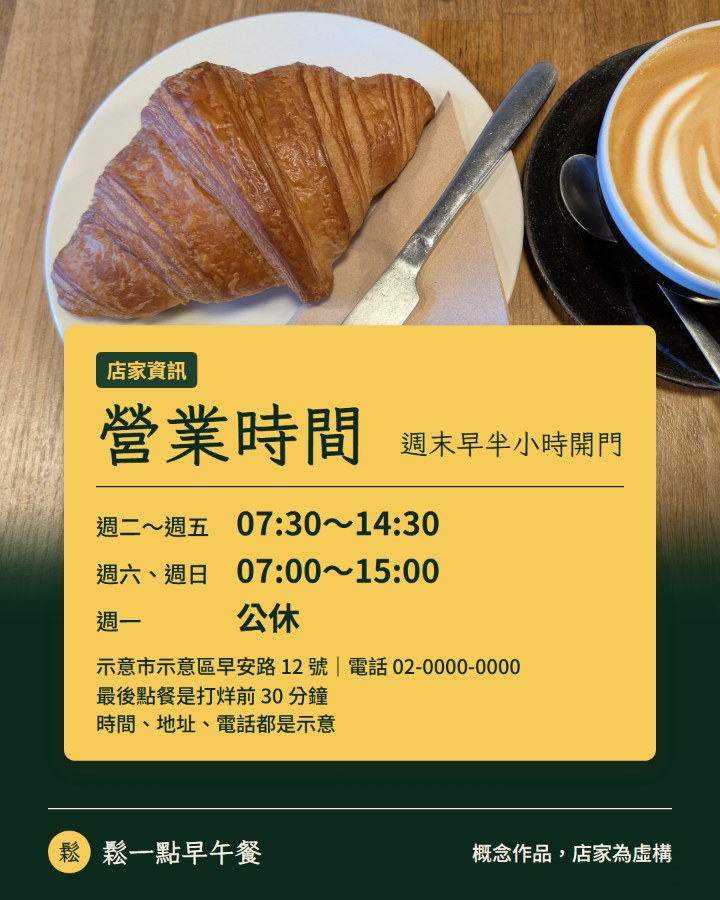 店家資訊
營業時間 週末早半小時開門
週二～週五 07:30～14:30
週六、週日 07:00～15:00
週一 公休
示意市示意區早安路 12 號｜電話 02-0000-0000
最後點餐是打烊前 30 分鐘
時間、地址、電話都是示意
鬆 鬆一點早午餐 概念作品，店家為虛構